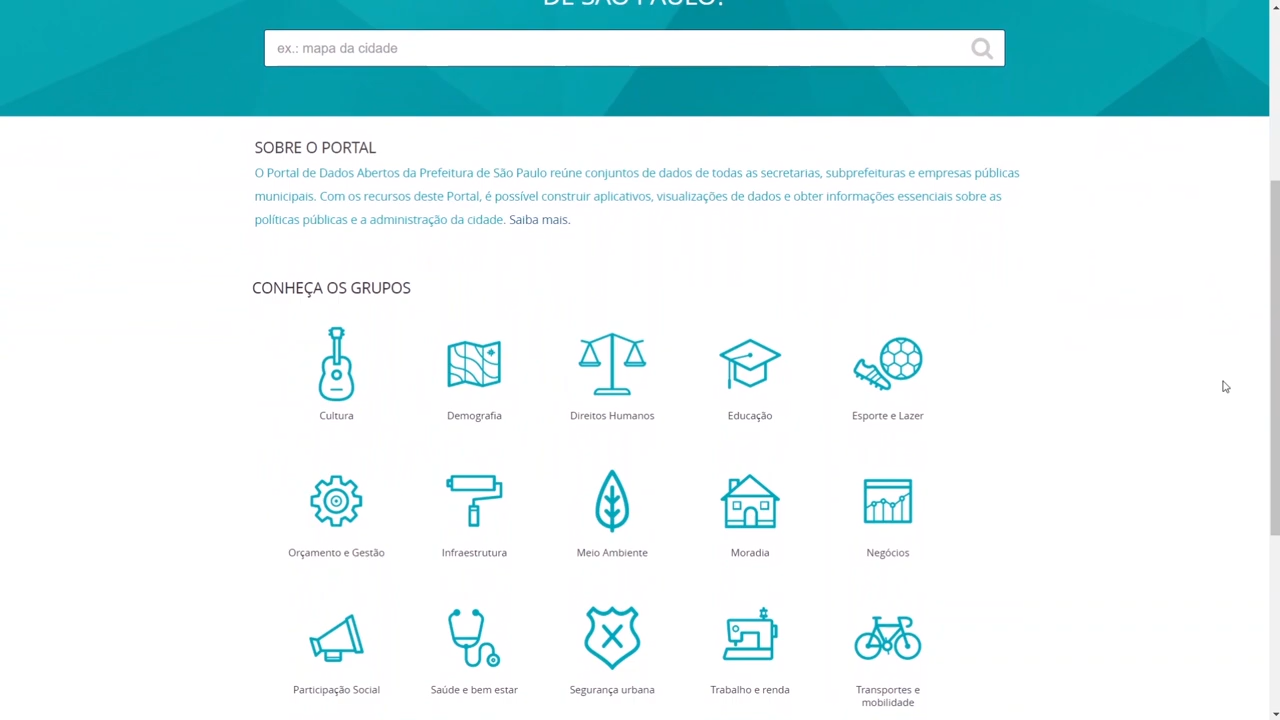 DE SÃO PAULO?
ex.: mapa da cidade
SOBRE O PORTAL
O Portal de Dados Abertos da Prefeitura de São Paulo reúne conjuntos de dados de todas as secretarias, subprefeituras e empresas públicas
municipais. Com os recursos deste Portal, é possível construir aplicativos, visualizações de dados e obter informações essenciais sobre as
políticas públicas e a administração da cidade. Saiba mais.
CONHEÇA OS GRUPOS
Cultura
Demografia
Direitos Humanos
Educação
Esporte e Lazer
Orçamento e Gestão
Infraestrutura
Meio Ambiente
Moradia
Negócios
Participação Social
Saúde e bem estar
Segurança urbana
Trabalho e renda
Transportes e
mobilidade